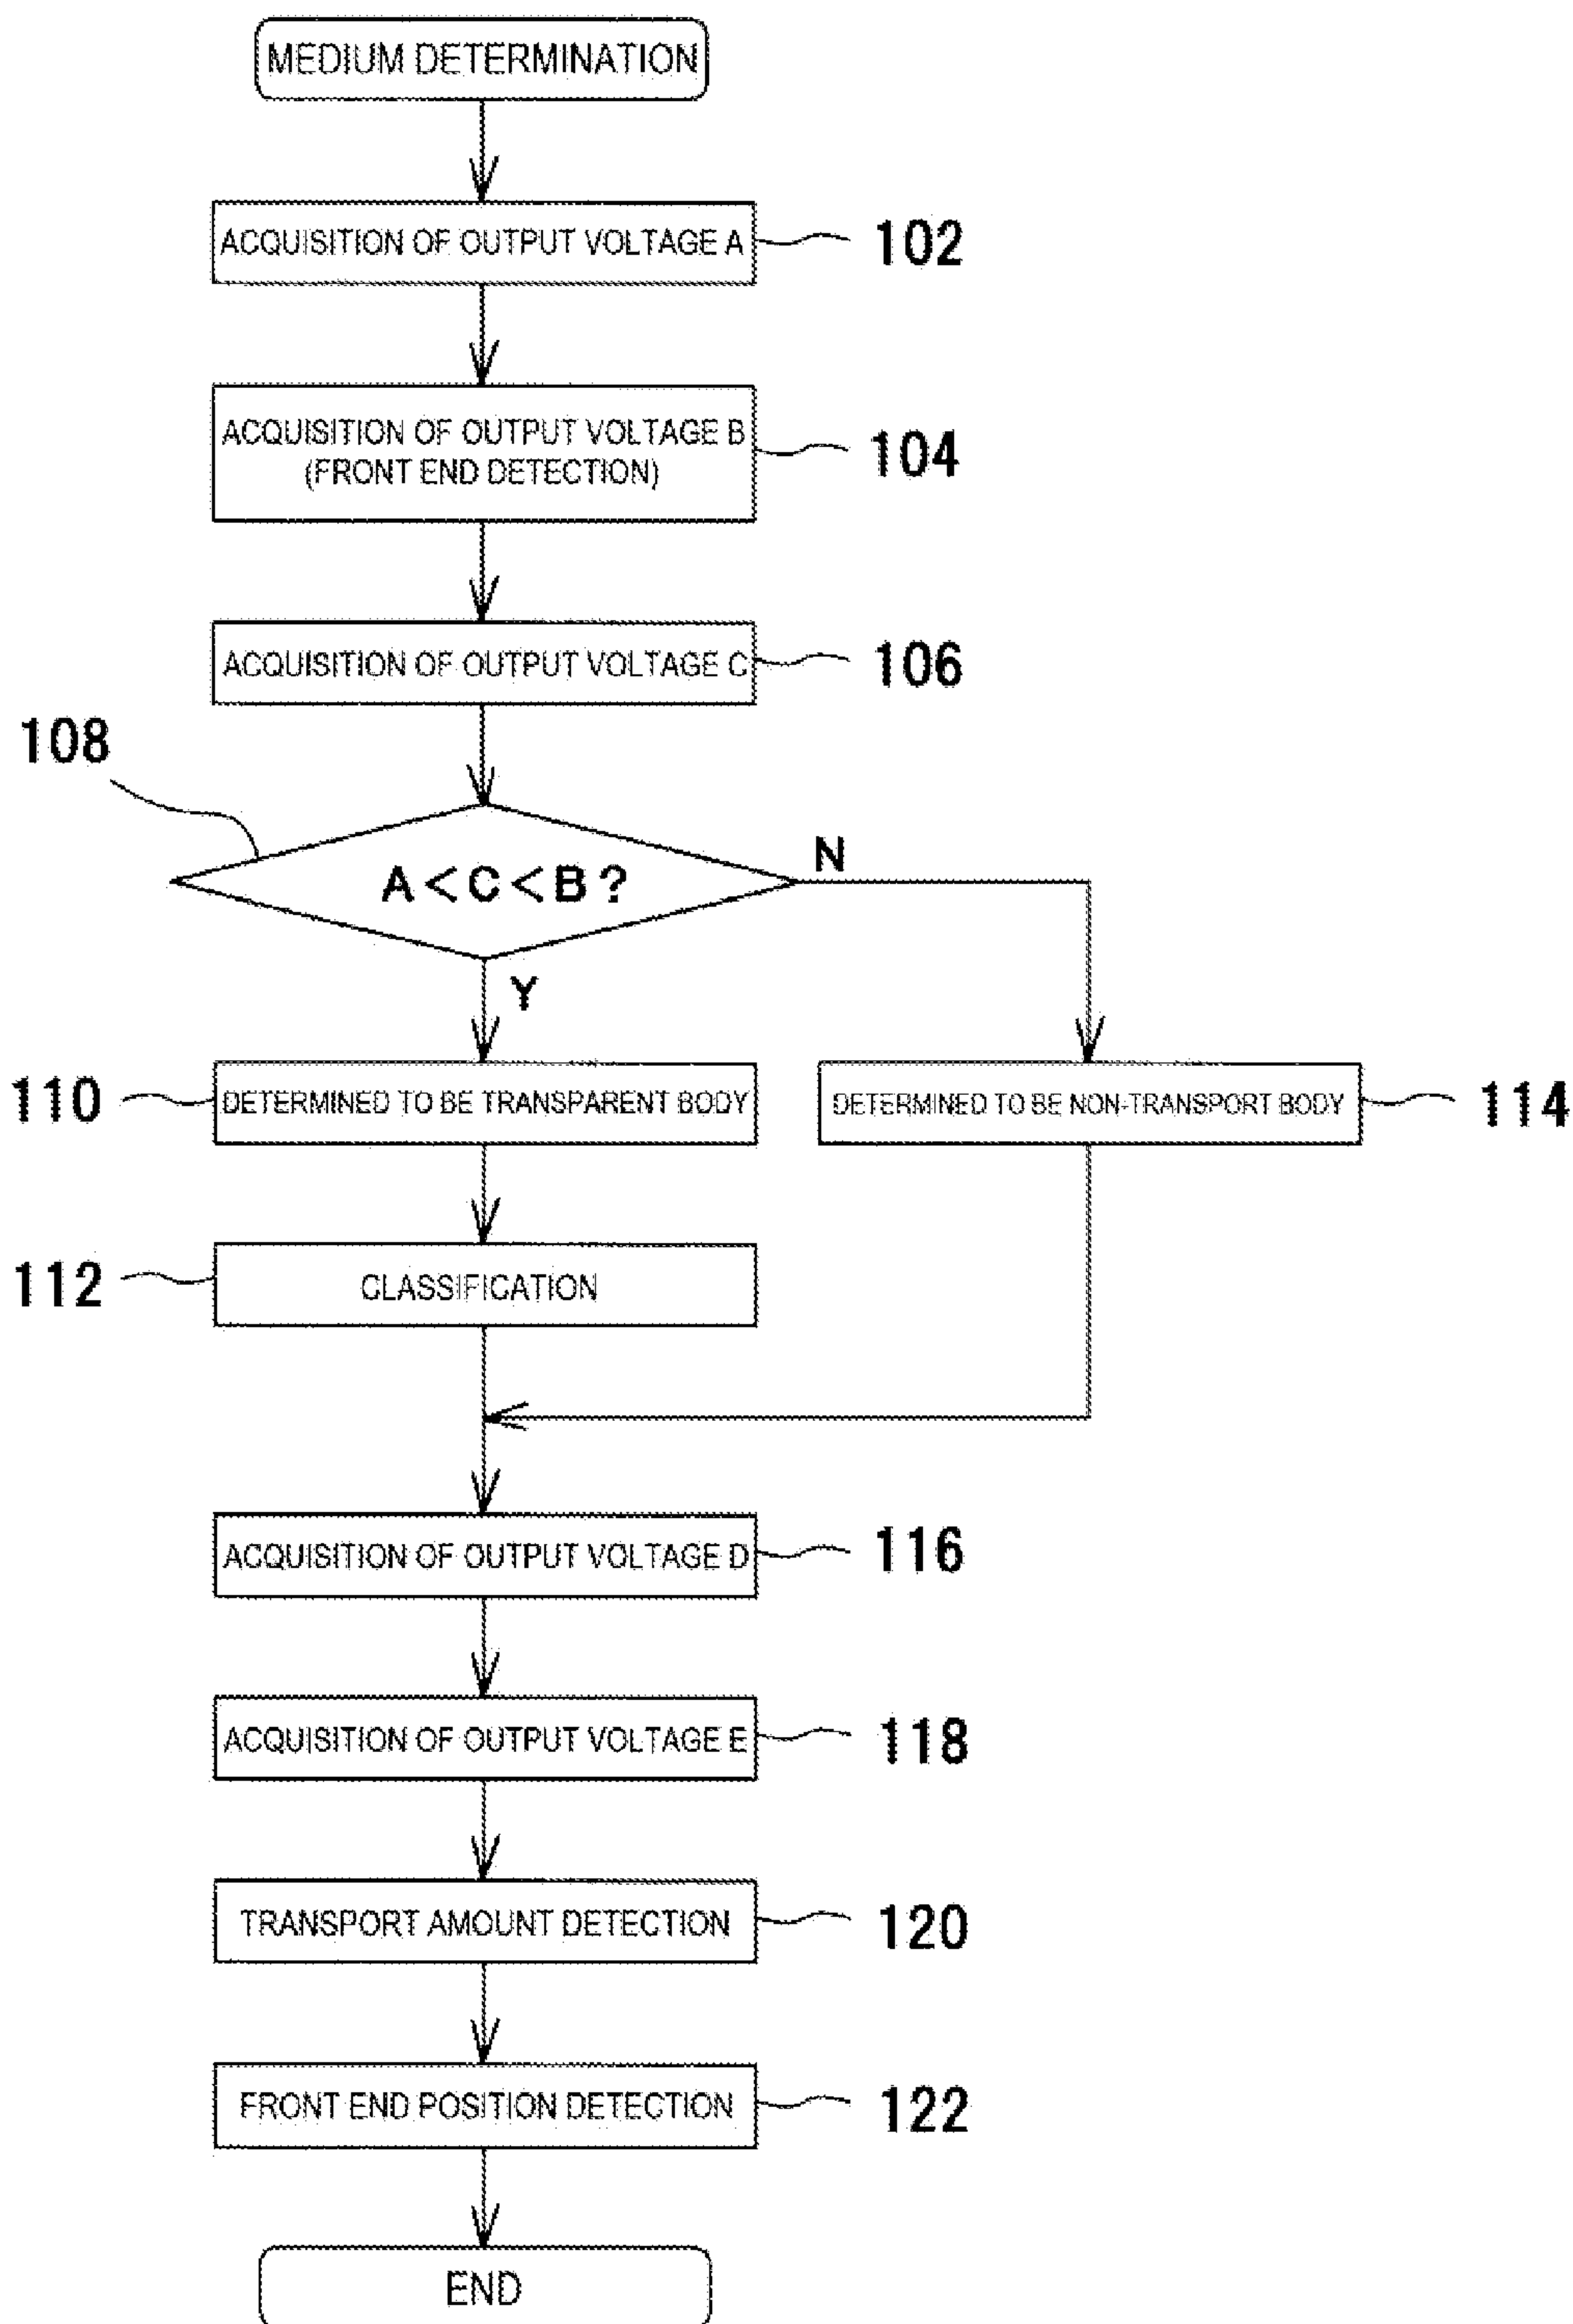 MEDIUM DETERMINATION
ACQUISITION OF OUTPUT VOLTAGE A
102
ACQUISITION OF OUTPUT VOLTAGE B
(FRONT END DETECTION)
104
ACQUISITION OF OUTPUT VOLTAGE C
106
108
A<C<B?
N
Y
110
DETERMINED TO BE TRANSPARENT BODY
DETERMINED TO BE NON-TRANSPORT BODY
114
112
CLASSIFICATION
ACQUISITION OF OUTPUT VOLTAGE D
116
ACQUISITION OF OUTPUT VOLTAGE E
118
TRANSPORT AMOUNT DETECTION
120
FRONT END POSITION DETECTION
122
END